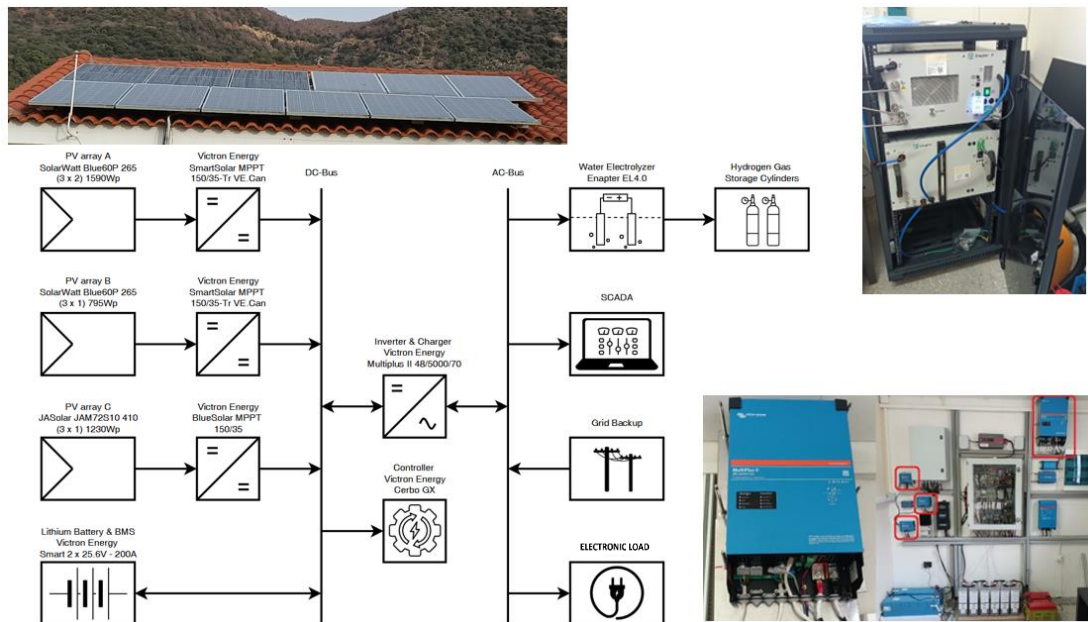 PV array A
SolarWatt Blue60P 265
(3 x 2) 1590Wp
Victron Energy
SmartSolar MPPT
150/35-Tr VE.Can
DC-Bus
AC-Bus
Water Electrolyzer
Enapter EL4.0
Hydrogen Gas
Storage Cylinders
PV array B
SolarWatt Blue60P 265
(3 x 1) 795Wp
Victron Energy
SmartSolar MPPT
150/35-Tr VE.Can
SCADA
Inverter & Charger
Victron Energy
Multiplus II 48/5000/70
PV array C
JASolar JAM72S10 410
(3 x 1) 1230Wp
Victron Energy
BlueSolar MPPT
150/35
Grid Backup
Controller
Victron Energy
Cerbo GX
Lithium Battery & BMS
Victron Energy
Smart 2 x 25.6V - 200A
ELECTRONIC LOAD
MultiPlus-II